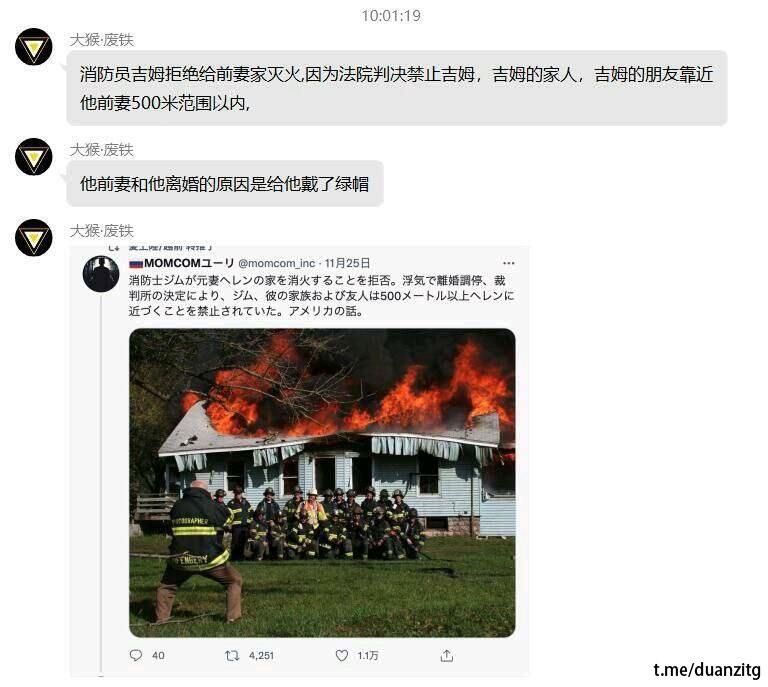 10:01:19
大猴·废铁
消防员吉姆拒绝给前妻家灭火,因为法院判决禁止吉姆，吉姆的家人，吉姆的朋友靠近
他前妻500米范围以内,
大猴·废铁
他前妻和他离婚的原因是给他戴了绿帽
大猴·废铁
MOMCOMユーリ @momcom_inc · 11月25日
消防士ジムが元妻ヘレンの家を消火することを拒否。浮気で離婚調停、裁
判所の決定により、ジム、彼の家族および友人は500メートル以上ヘレンに
近づくことを禁止されていた。アメリカの話。
PHOTOGRAPHER
40
4,251
1.1万
t.me/duanzitg